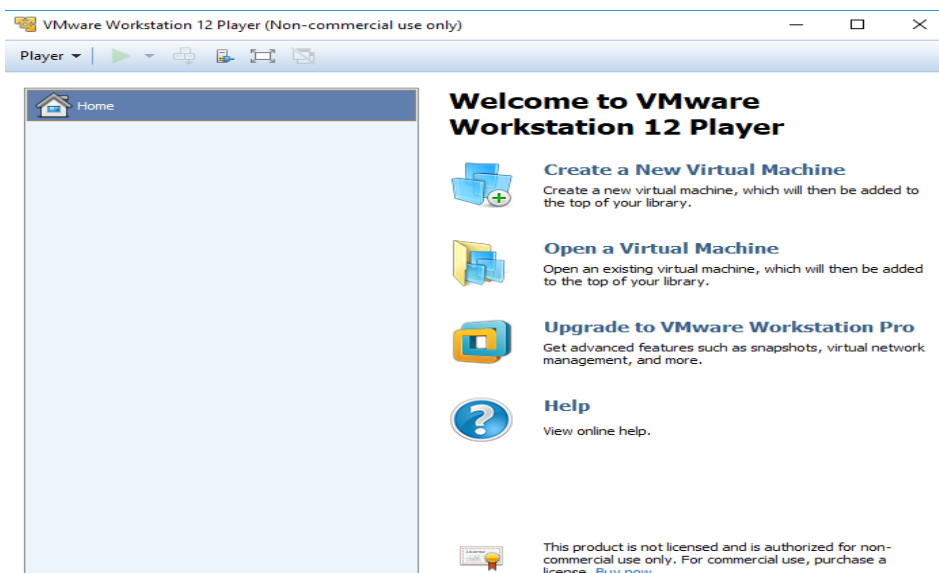 VMware Workstation 12 Player (Non-commercial use only)
Player
Home
Welcome to VMware
Workstation 12 Player
Create a New Virtual Machine
Create a new virtual machine, which will then be added to
the top of your library.
Open a Virtual Machine
Open an existing virtual machine, which will then be added
to the top of your library.
Upgrade to VMware Workstation Pro
Get advanced features such as snapshots, virtual network
management, and more.
Help
View online help.
This product is not licensed and is authorized for non-
commercial use only. For commercial use, purchase a
license. Buy now